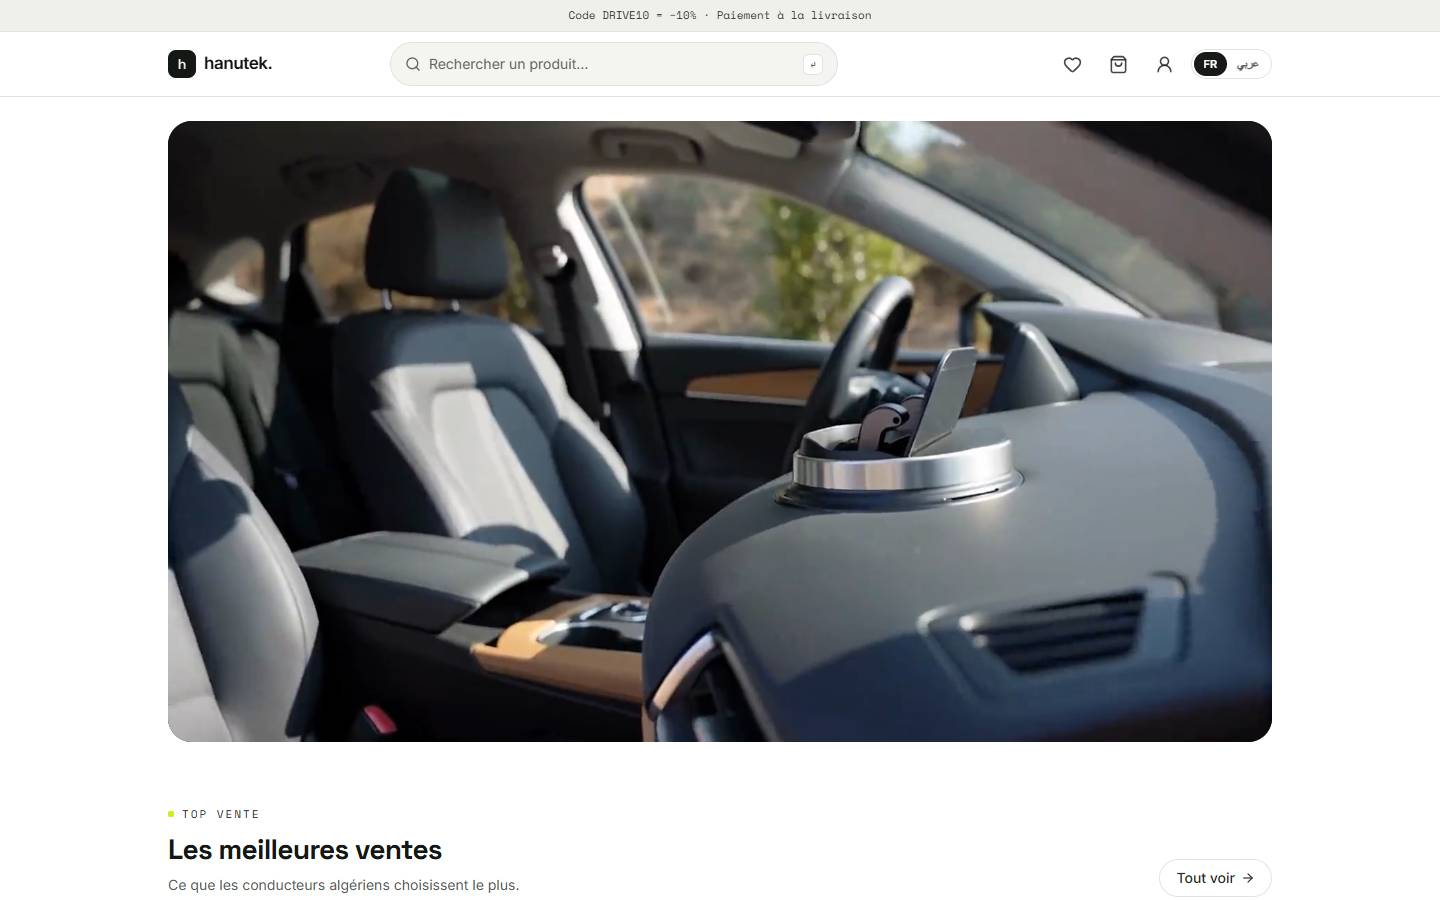 Code DRIVE10 = −10% · Paiement à la livraison
h hanutek.
Rechercher un produit...
FR عربي
TOP VENTE
Les meilleures ventes
Ce que les conducteurs algériens choisissent le plus.
Tout voir →